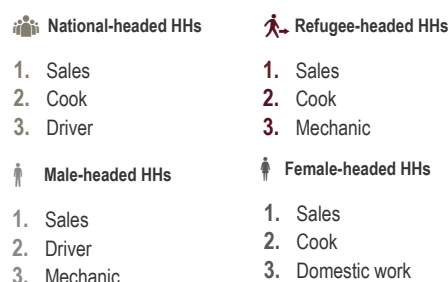 National-headed HHs
1. Sales
2. Cook
3. Driver
Refugee-headed HHs
1. Sales
2. Cook
3. Mechanic
Male-headed HHs
1. Sales
2. Driver
3. Mechanic
Female-headed HHs
1. Sales
2. Cook
3. Domestic work